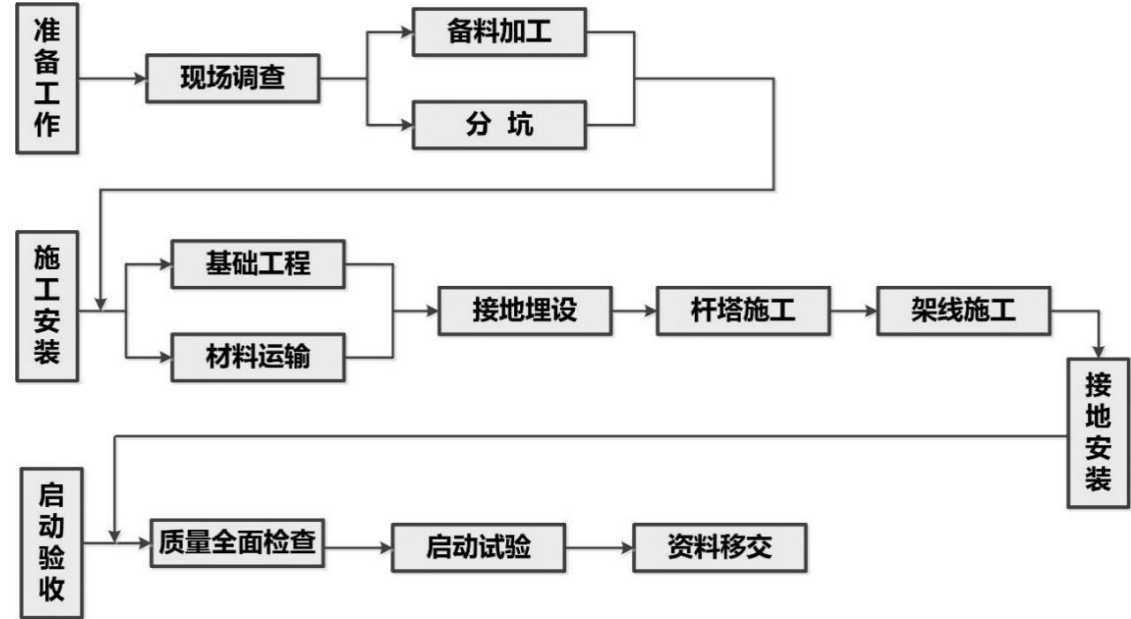 准备工作
现场调查
备料加工
分 坑
施工安装
基础工程
材料运输
接地埋设
杆塔施工
架线施工
接地安装
启动验收
质量全面检查
启动试验
资料移交